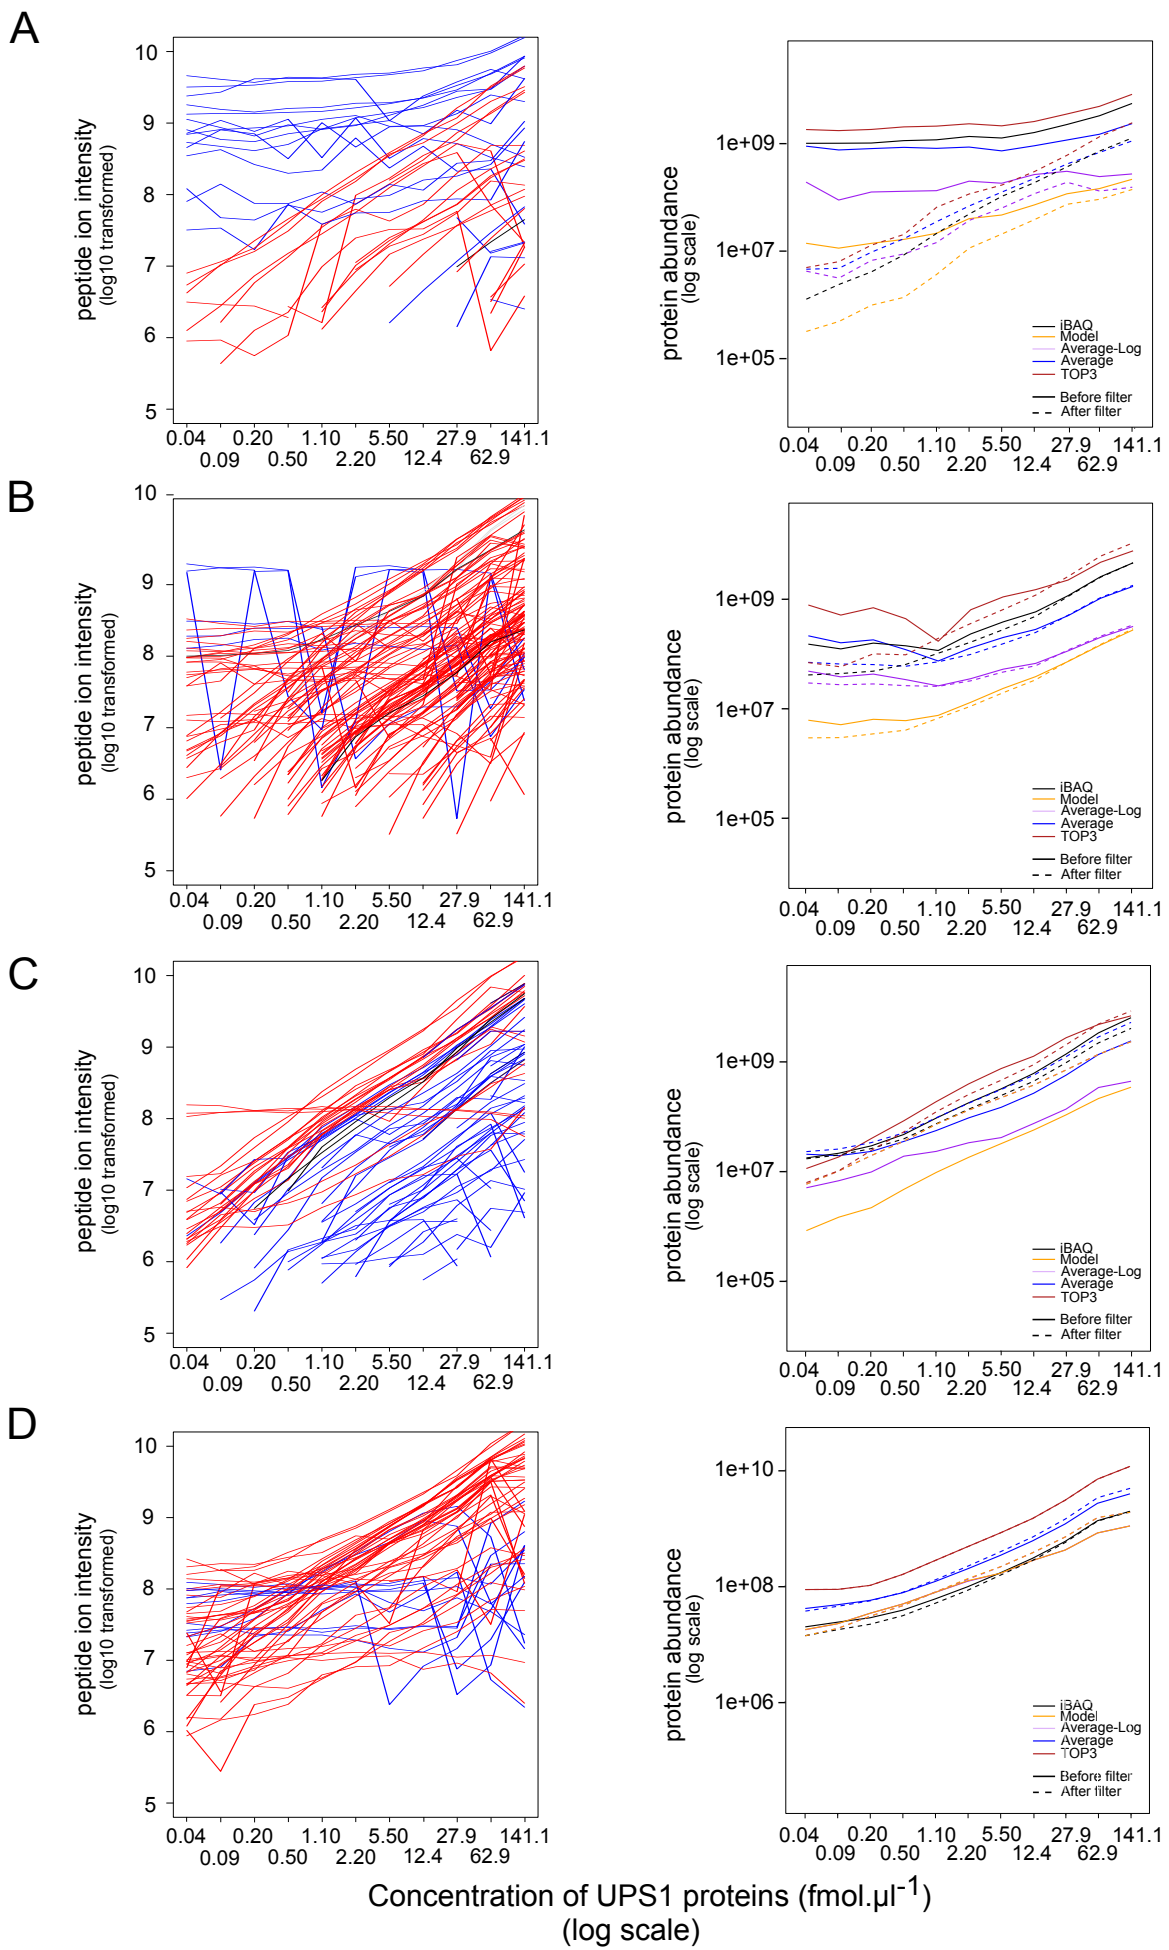 A
peptide ion intensity
(log10 transformed)
10
9
8
7
6
5
0.04 0.20 1.10 5.50 27.9 141.1
0.09 0.50 2.20 12.4 62.9
protein abundance
(log scale)
1e+09
1e+07
1e+05
iBAQ
Model
Average-Log
Average
TOP3
Before filter
After filter
0.04 0.20 1.10 5.50 27.9 141.1
0.09 0.50 2.20 12.4 62.9
B
peptide ion intensity
(log10 transformed)
10
9
8
7
6
5
0.04 0.20 1.10 5.50 27.9 141.1
0.09 0.50 2.20 12.4 62.9
protein abundance
(log scale)
1e+09
1e+07
1e+05
iBAQ
Model
Average-Log
Average
TOP3
Before filter
After filter
0.04 0.20 1.10 5.50 27.9 141.1
0.09 0.50 2.20 12.4 62.9
C
peptide ion intensity
(log10 transformed)
10
9
8
7
6
5
0.04 0.20 1.10 5.50 27.9 141.1
0.09 0.50 2.20 12.4 62.9
protein abundance
(log scale)
1e+09
1e+07
1e+05
iBAQ
Model
Average-Log
Average
TOP3
Before filter
After filter
0.04 0.20 1.10 5.50 27.9 141.1
0.09 0.50 2.20 12.4 62.9
D
peptide ion intensity
(log10 transformed)
10
9
8
7
6
5
0.04 0.20 1.10 5.50 27.9 141.1
0.09 0.50 2.20 12.4 62.9
protein abundance
(log scale)
1e+10
1e+08
1e+06
iBAQ
Model
Average-Log
Average
TOP3
Before filter
After filter
0.04 0.20 1.10 5.50 27.9 141.1
0.09 0.50 2.20 12.4 62.9
Concentration of UPS1 proteins (fmol.µl⁻¹)
(log scale)